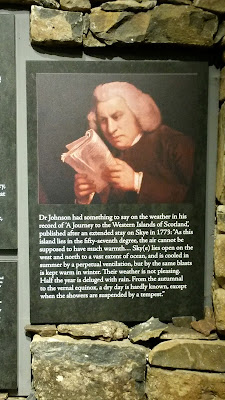 Dr Johnson had something to say on the weather in his
record of 'A Journey to the Western Islands of Scotland',
published after an extended stay on Skye in 1773: "As this
island lies in the fifty-seventh degree, the air cannot be
supposed to have much warmth.... Sky(e) lies open on the
west and north to a vast extent of ocean, and is cooled in
summer by a perpetual ventilation, but by the same blasts
is kept warm in winter. Their weather is not pleasing.
Half the year is deluged with rain. From the autumnal
to the vernal equinox, a dry day is hardly known, except
when the showers are suspended by a tempest."